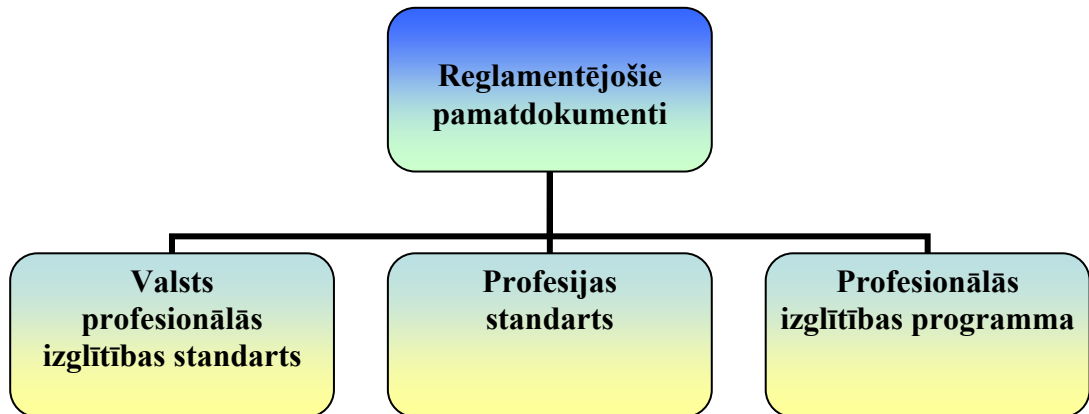 Reglamentējošie
pamatdokumenti
Valsts
profesionālās
izglītības standarts
Profesijas
standarts
Profesionālās
izglītības programma